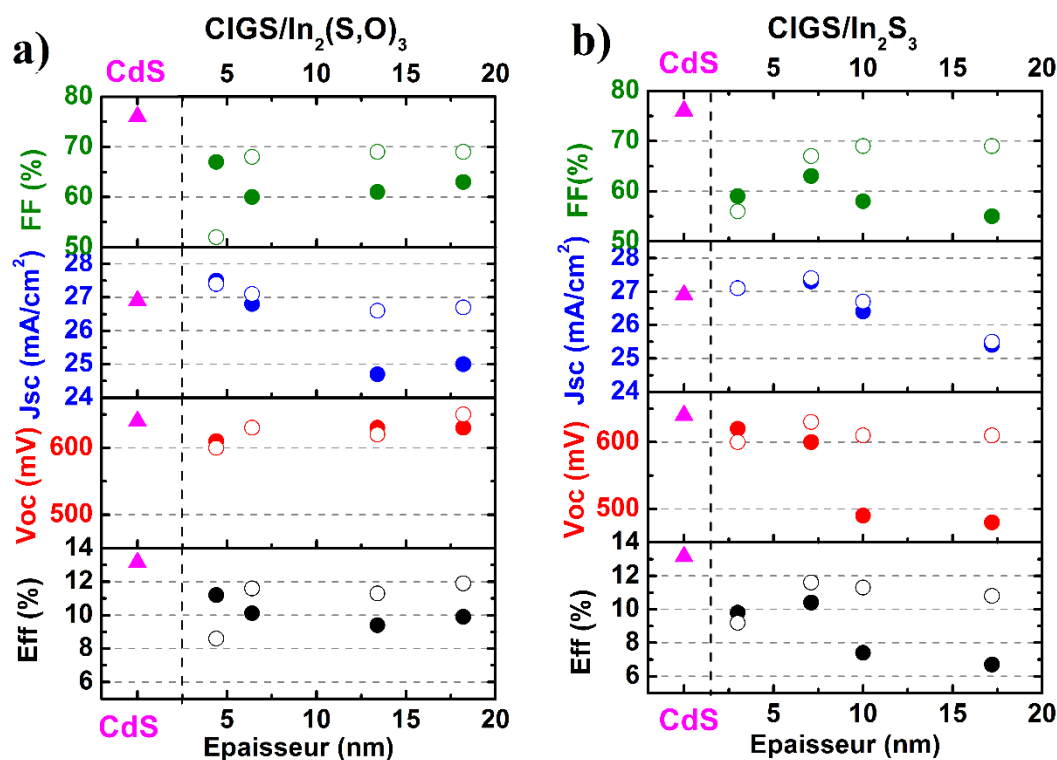 a)
CIGS/In₂(S,O)₃
CdS 5 10 15 20
80
70
60
50
FF (%)
28
27
26
25
24
Jsc (mA/cm²)
600
500
Voc (mV)
14
12
10
8
6
Eff (%)
CdS 5 10 15 20
Epaisseur (nm)
b)
CIGS/In₂S₃
CdS 5 10 15 20
80
70
60
50
FF(%)
28
27
26
25
24
Jsc (mA/cm²)
600
500
Voc (mV)
14
12
10
8
6
Eff (%)
CdS 5 10 15 20
Epaisseur (nm)